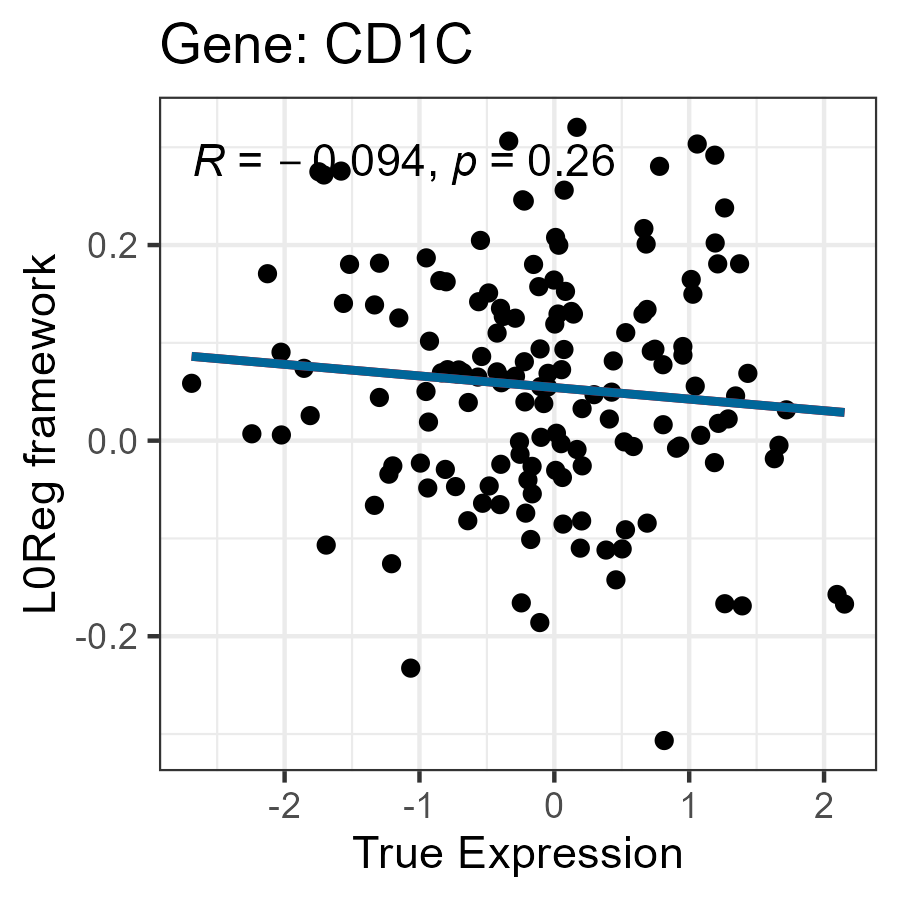 Gene: CD1C
R = − 0.094, p = 0.26
0.2
0.0
-0.2
L0Reg framework
-2 -1 0 1 2
True Expression